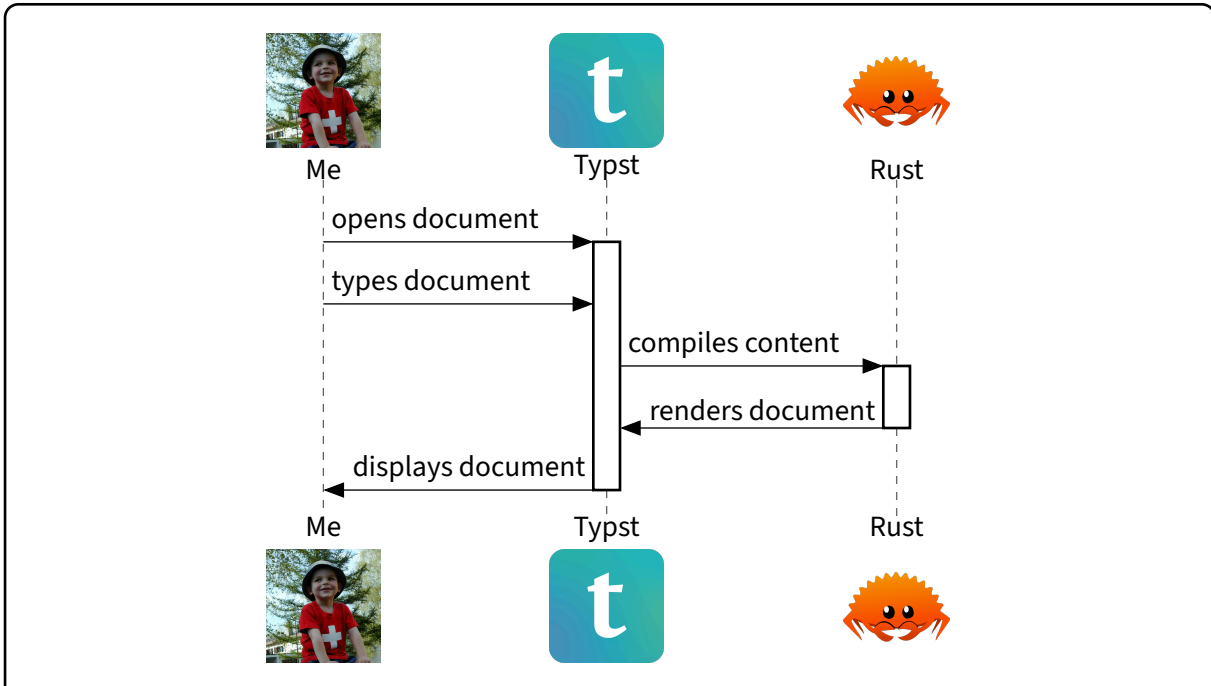 t
Me
Typst
Rust
opens document
types document
compiles content
renders document
displays document
Me
Typst
Rust
t